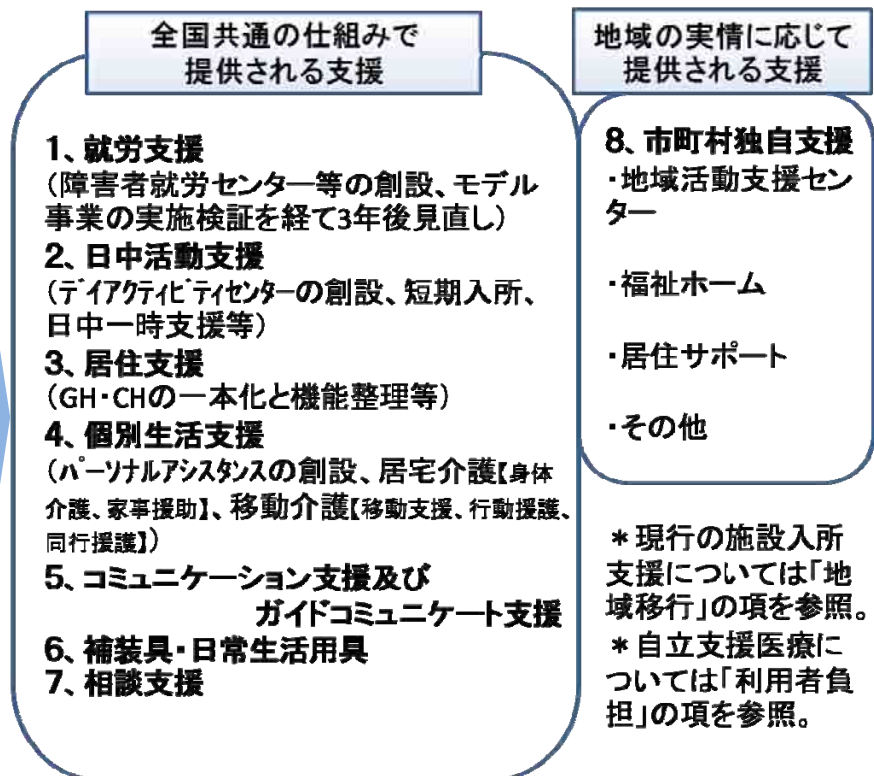 全国共通の仕組みで
提供される支援
1、就労支援
（障害者就労センター等の創設、モデル
事業の実施検証を経て3年後見直し）
2、日中活動支援
（ﾃﾞｲｱｸﾃｨﾋﾞﾃｨｾﾝﾀｰの創設、短期入所、
日中一時支援等）
3、居住支援
（GH・CHの一本化と機能整理等）
4、個別生活支援
（ﾊﾟｰｿﾅﾙｱｼｽﾀﾝｽの創設、居宅介護【身体
介護、家事援助】、移動介護【移動支援、行動援護、
同行援護】）
5、コミュニケーション支援及び
ガイドコミュニケート支援
6、補装具・日常生活用具
7、相談支援
地域の実情に応じて
提供される支援
8、市町村独自支援
・地域活動支援セン
ター
・福祉ホーム
・居住サポート
・その他
＊現行の施設入所
支援については「地
域移行」の項を参照。
＊自立支援医療に
ついては「利用者負
担」の項を参照。